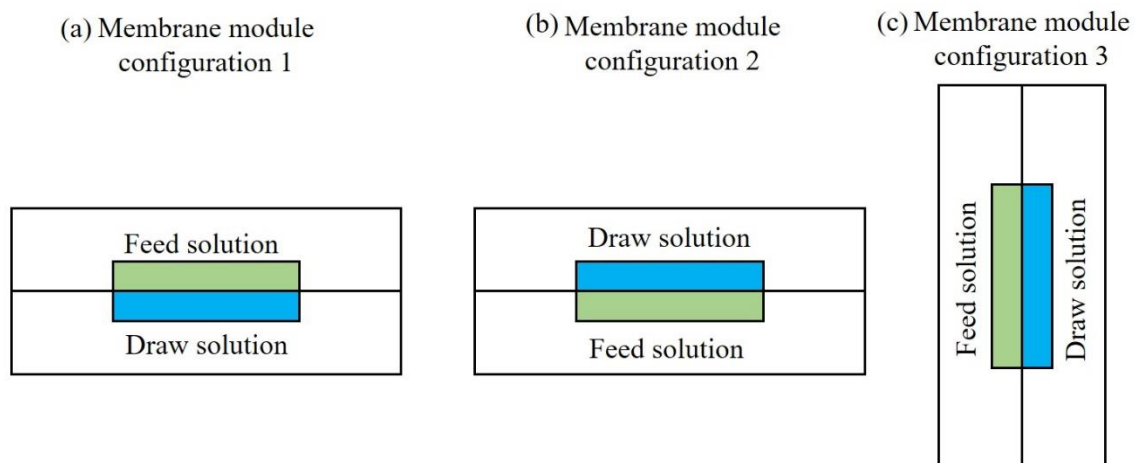 (a) Membrane module
configuration 1
Feed solution
Draw solution
(b) Membrane module
configuration 2
Draw solution
Feed solution
(c) Membrane module
configuration 3
Feed solution
Draw solution